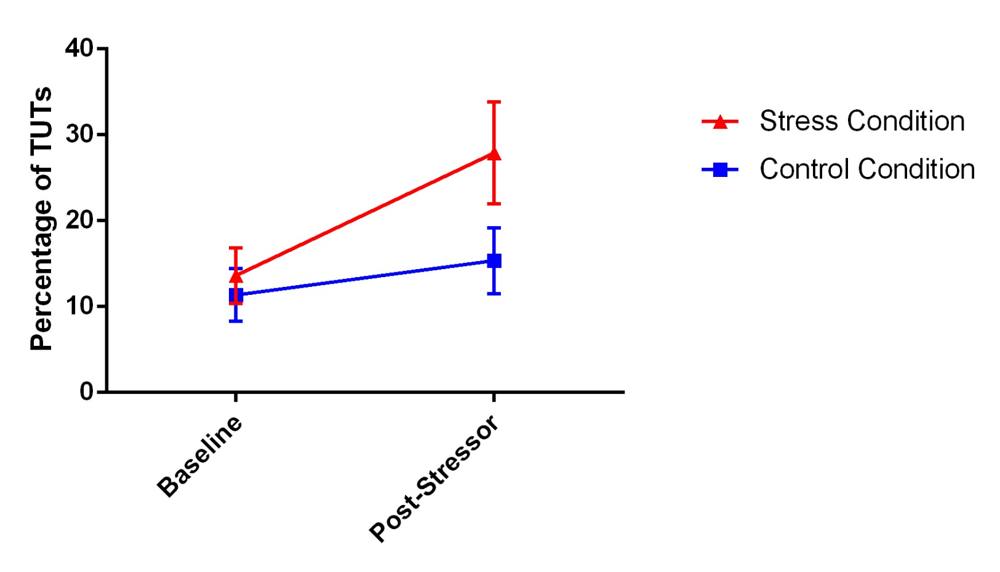 Percentage of TUTs
40
30
20
10
0
Baseline
Post-Stressor
Stress Condition
Control Condition